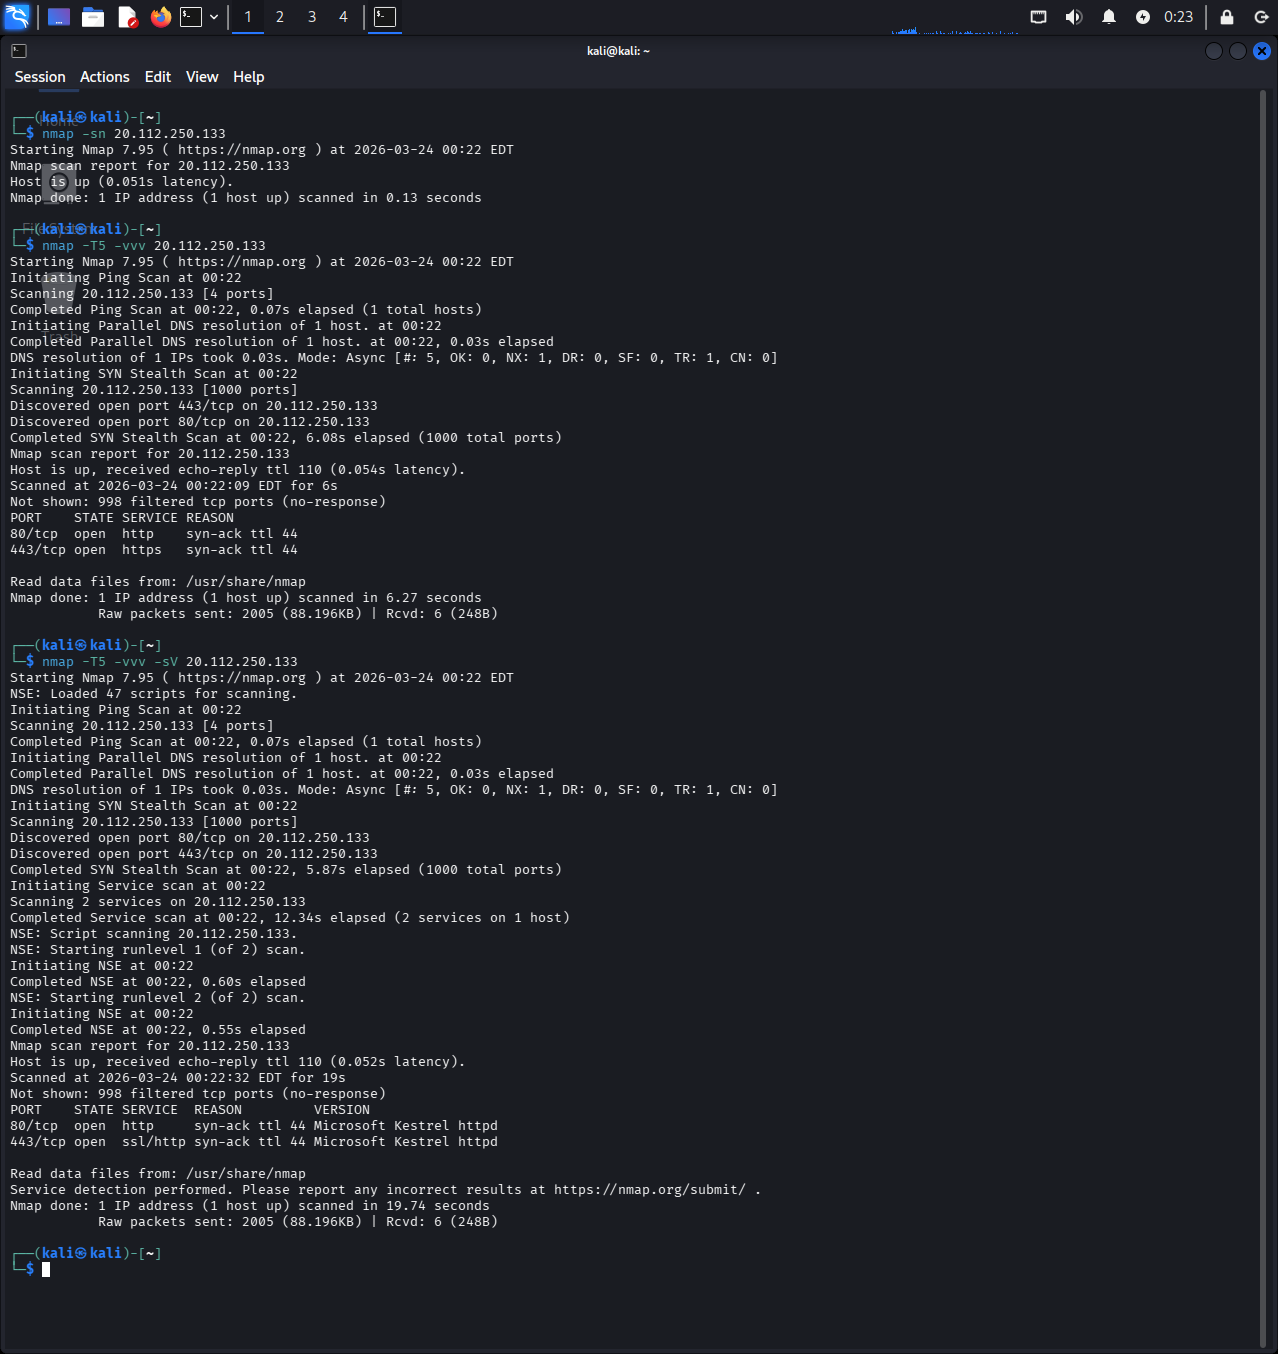 1 2 3 4 0:23
kali@kali: ~
Session Actions Edit View Help
Home
┌──(kali㉿kali)-[~]
└─$ nmap -sn 20.112.250.133
Starting Nmap 7.95 ( https://nmap.org ) at 2026-03-24 00:22 EDT
Nmap scan report for 20.112.250.133
Host is up (0.051s latency).
Nmap done: 1 IP address (1 host up) scanned in 0.13 seconds
File System
┌──(kali㉿kali)-[~]
└─$ nmap -T5 -vvv 20.112.250.133
Starting Nmap 7.95 ( https://nmap.org ) at 2026-03-24 00:22 EDT
Initiating Ping Scan at 00:22
Scanning 20.112.250.133 [4 ports]
Completed Ping Scan at 00:22, 0.07s elapsed (1 total hosts)
Initiating Parallel DNS resolution of 1 host. at 00:22
Trash
Completed Parallel DNS resolution of 1 host. at 00:22, 0.03s elapsed
DNS resolution of 1 IPs took 0.03s. Mode: Async [#: 5, OK: 0, NX: 1, DR: 0, SF: 0, TR: 1, CN: 0]
Initiating SYN Stealth Scan at 00:22
Scanning 20.112.250.133 [1000 ports]
Discovered open port 443/tcp on 20.112.250.133
Discovered open port 80/tcp on 20.112.250.133
Completed SYN Stealth Scan at 00:22, 6.08s elapsed (1000 total ports)
Nmap scan report for 20.112.250.133
Host is up, received echo-reply ttl 110 (0.054s latency).
Scanned at 2026-03-24 00:22:09 EDT for 6s
Not shown: 998 filtered tcp ports (no-response)
PORT    STATE SERVICE REASON
80/tcp  open  http    syn-ack ttl 44
443/tcp open  https   syn-ack ttl 44
Read data files from: /usr/share/nmap
Nmap done: 1 IP address (1 host up) scanned in 6.27 seconds
Raw packets sent: 2005 (88.196KB) | Rcvd: 6 (248B)
┌──(kali㉿kali)-[~]
└─$ nmap -T5 -vvv -sV 20.112.250.133
Starting Nmap 7.95 ( https://nmap.org ) at 2026-03-24 00:22 EDT
NSE: Loaded 47 scripts for scanning.
Initiating Ping Scan at 00:22
Scanning 20.112.250.133 [4 ports]
Completed Ping Scan at 00:22, 0.07s elapsed (1 total hosts)
Initiating Parallel DNS resolution of 1 host. at 00:22
Completed Parallel DNS resolution of 1 host. at 00:22, 0.03s elapsed
DNS resolution of 1 IPs took 0.03s. Mode: Async [#: 5, OK: 0, NX: 1, DR: 0, SF: 0, TR: 1, CN: 0]
Initiating SYN Stealth Scan at 00:22
Scanning 20.112.250.133 [1000 ports]
Discovered open port 80/tcp on 20.112.250.133
Discovered open port 443/tcp on 20.112.250.133
Completed SYN Stealth Scan at 00:22, 5.87s elapsed (1000 total ports)
Initiating Service scan at 00:22
Scanning 2 services on 20.112.250.133
Completed Service scan at 00:22, 12.34s elapsed (2 services on 1 host)
NSE: Script scanning 20.112.250.133.
NSE: Starting runlevel 1 (of 2) scan.
Initiating NSE at 00:22
Completed NSE at 00:22, 0.60s elapsed
NSE: Starting runlevel 2 (of 2) scan.
Initiating NSE at 00:22
Completed NSE at 00:22, 0.55s elapsed
Nmap scan report for 20.112.250.133
Host is up, received echo-reply ttl 110 (0.052s latency).
Scanned at 2026-03-24 00:22:32 EDT for 19s
Not shown: 998 filtered tcp ports (no-response)
PORT    STATE SERVICE  REASON         VERSION
80/tcp  open  http     syn-ack ttl 44 Microsoft Kestrel httpd
443/tcp open  ssl/http syn-ack ttl 44 Microsoft Kestrel httpd
Read data files from: /usr/share/nmap
Service detection performed. Please report any incorrect results at https://nmap.org/submit/ .
Nmap done: 1 IP address (1 host up) scanned in 19.74 seconds
Raw packets sent: 2005 (88.196KB) | Rcvd: 6 (248B)
┌──(kali㉿kali)-[~]
└─$